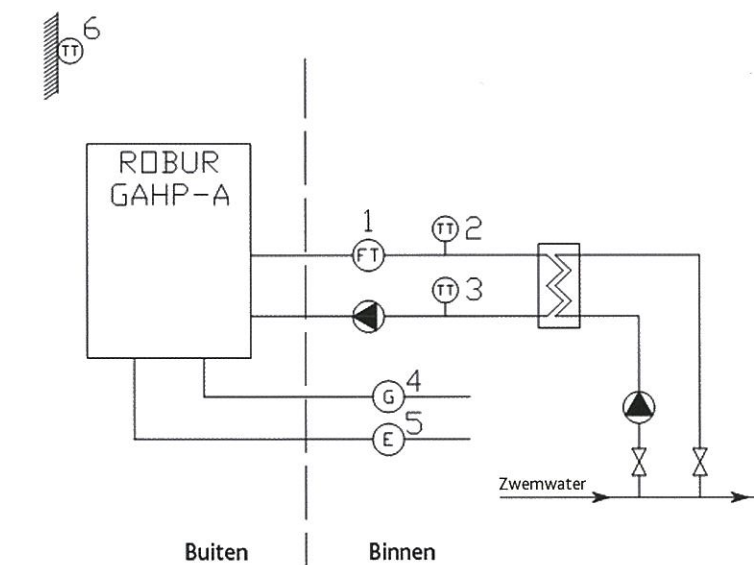 6
TT
ROBUR
GAHP-A
1
FT
TT 2
TT 3
G 4
E 5
Zwemwater
Buiten
Binnen